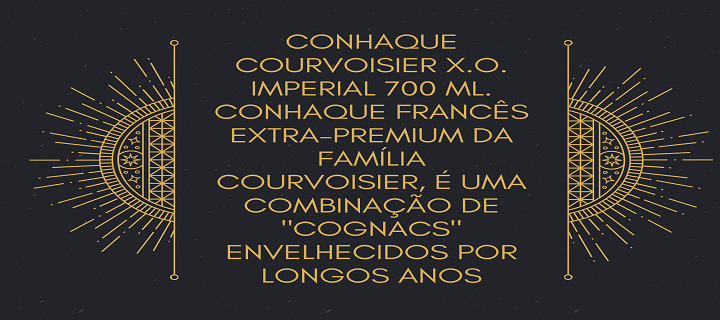 CONHAQUE
COURVOISIER X.O.
IMPERIAL 700 ML.
CONHAQUE FRANCÊS
EXTRA-PREMIUM DA
FAMÍLIA
COURVOISIER, É UMA
COMBINAÇÃO DE
"COGNACS"
ENVELHECIDOS POR
LONGOS ANOS